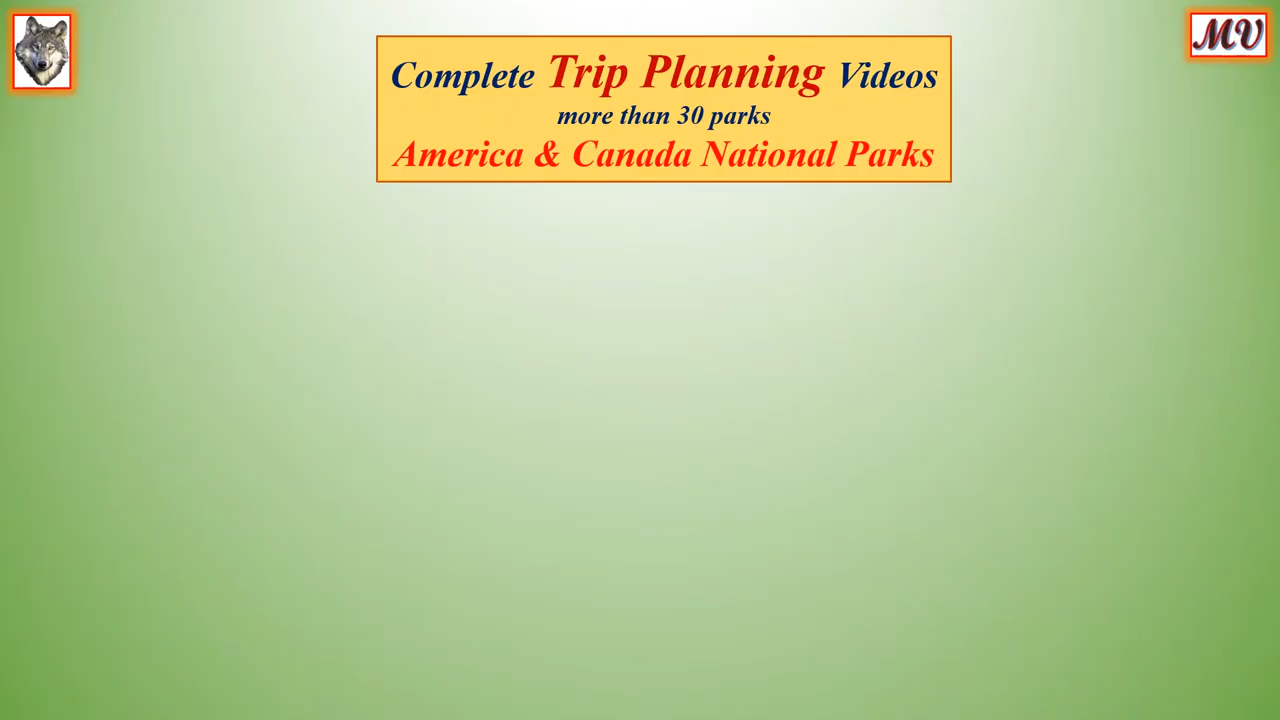 MV
Complete Trip Planning Videos
more than 30 parks
America & Canada National Parks